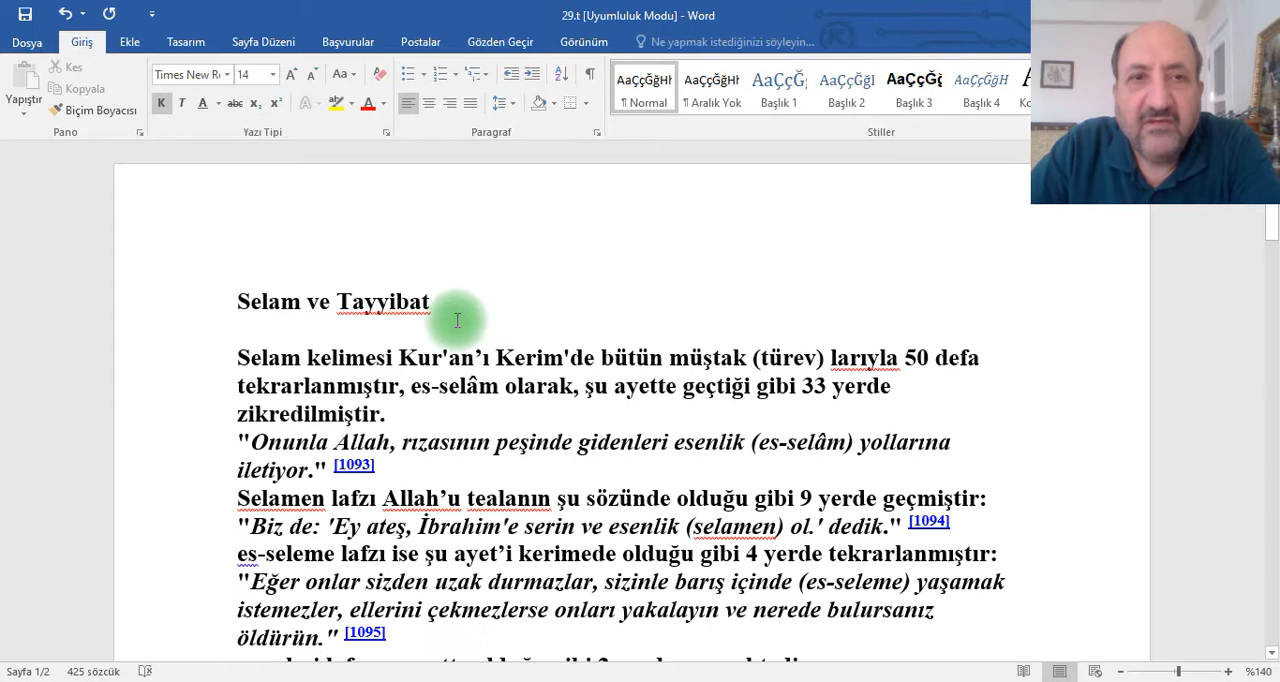 29.t [Uyumluluk Modu] - Word
Dosya Giriş Ekle Tasarım Sayfa Düzeni Başvurular Postalar Gözden Geçir Görünüm Ne yapmak istediğinizi söyleyin...
Yapıştır
Kes
Kopyala
Biçim Boyacısı
Times New Ro 14
Pano Yazı Tipi Paragraf Stiller
AaÇçĞğHł AaÇçĞğHł AaÇçĞğ AaÇçĞğI AaÇçĞğ AaÇçĞğH
¶ Normal ¶ Aralık Yok Başlık 1 Başlık 2 Başlık 3 Başlık 4
Selam ve Tayyibat
Selam kelimesi Kur'an’ı Kerim'de bütün müştak (türev) larıyla 50 defa
tekrarlanmıştır, es-selâm olarak, şu ayette geçtiği gibi 33 yerde
zikredilmiştir.
"Onunla Allah, rızasının peşinde gidenleri esenlik (es-selâm) yollarına
iletiyor." [1093]
Selamen lafzı Allah’u tealanın şu sözünde olduğu gibi 9 yerde geçmiştir:
"Biz de: 'Ey ateş, İbrahim'e serin ve esenlik (selamen) ol.' dedik." [1094]
es-seleme lafzı ise şu ayet’i kerimede olduğu gibi 4 yerde tekrarlanmıştır:
"Eğer onlar sizden uzak durmazlar, sizinle barış içinde (es-seleme) yaşamak
istemezler, ellerini çekmezlerse onları yakalayın ve nerede bulursanız
öldürün." [1095]
Sayfa 1/2 425 sözcük %140